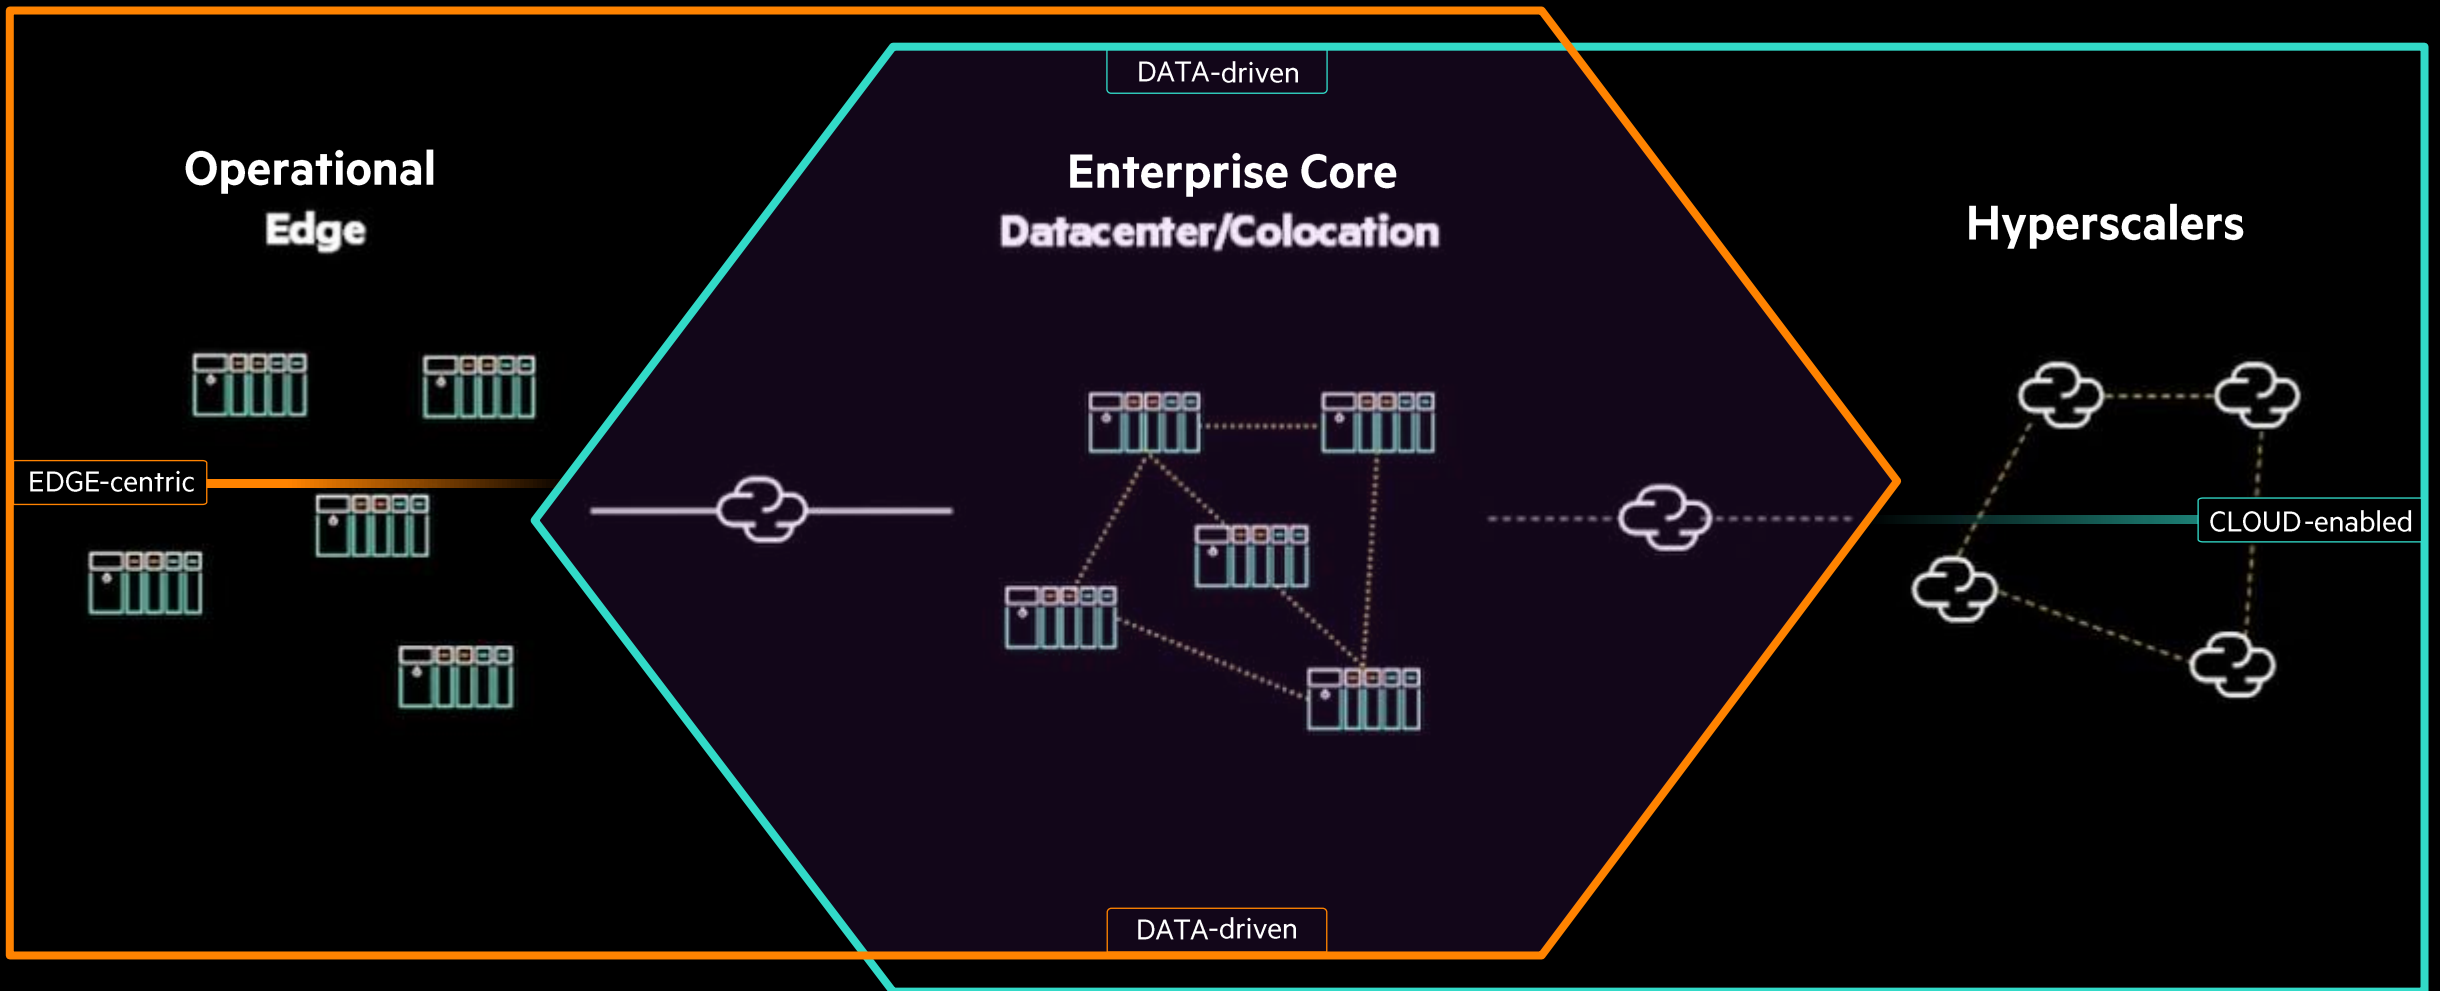 DATA-driven
Operational
Edge
Enterprise Core
Datacenter/Colocation
Hyperscalers
EDGE-centric
CLOUD-enabled
DATA-driven